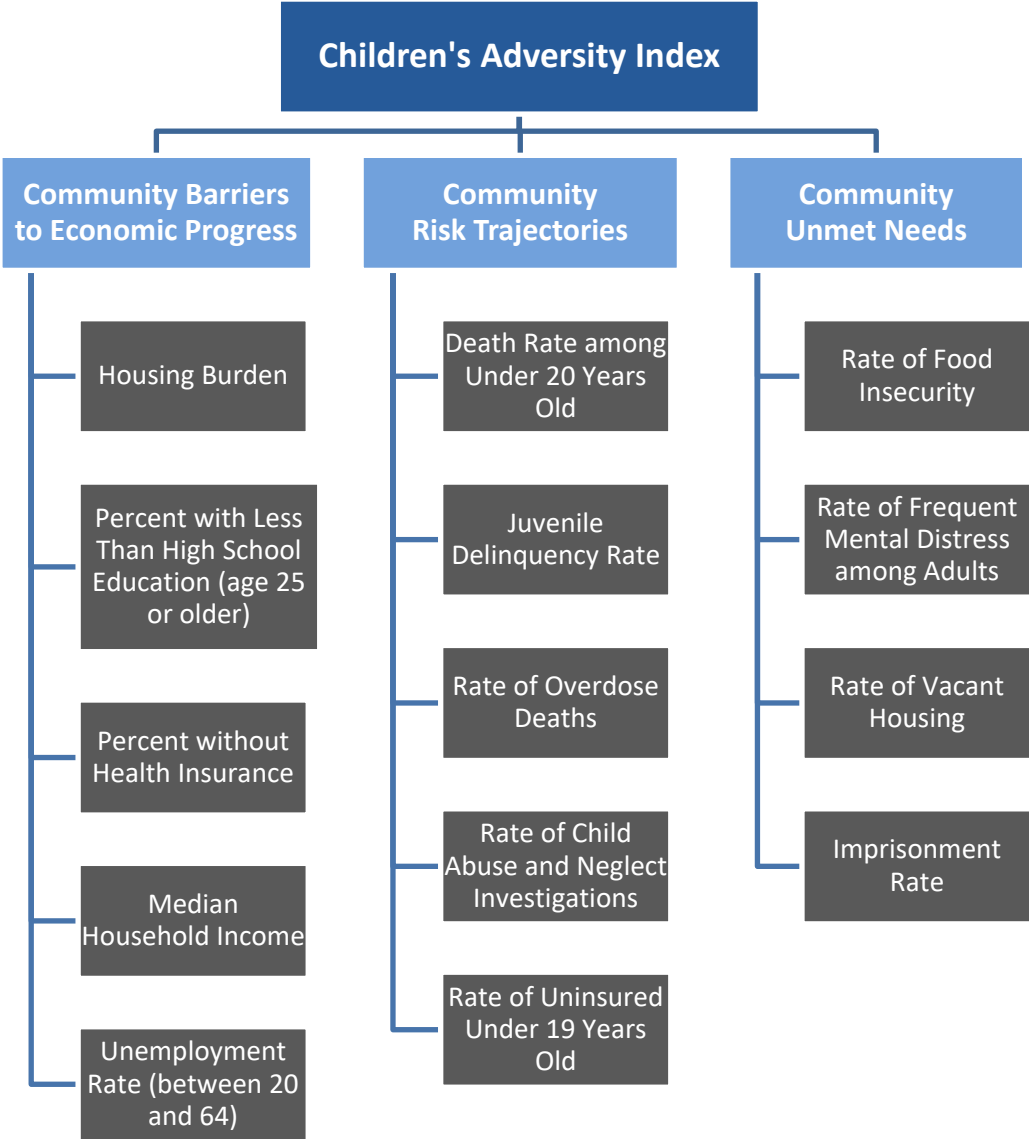 Children's Adversity Index
Community Barriers
to Economic Progress
Housing Burden
Percent with Less
Than High School
Education (age 25
or older)
Percent without
Health Insurance
Median
Household Income
Unemployment
Rate (between 20
and 64)
Community
Risk Trajectories
Death Rate among
Under 20 Years
Old
Juvenile
Delinquency Rate
Rate of Overdose
Deaths
Rate of Child
Abuse and Neglect
Investigations
Rate of Uninsured
Under 19 Years
Old
Community
Unmet Needs
Rate of Food
Insecurity
Rate of Frequent
Mental Distress
among Adults
Rate of Vacant
Housing
Imprisonment
Rate